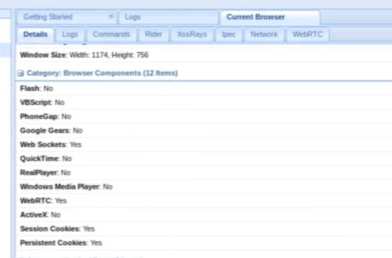 Getting Started
Logs
Current Browser
Details
Logs
Commands
Rider
XssRays
Ipec
Network
WebRTC
Window Size: Width: 1174, Height: 756
Category: Browser Components (12 Items)
Flash: No
VBScript: No
PhoneGap: No
Google Gears: No
Web Sockets: Yes
QuickTime: No
RealPlayer: No
Windows Media Player: No
WebRTC: Yes
ActiveX: No
Session Cookies: Yes
Persistent Cookies: Yes